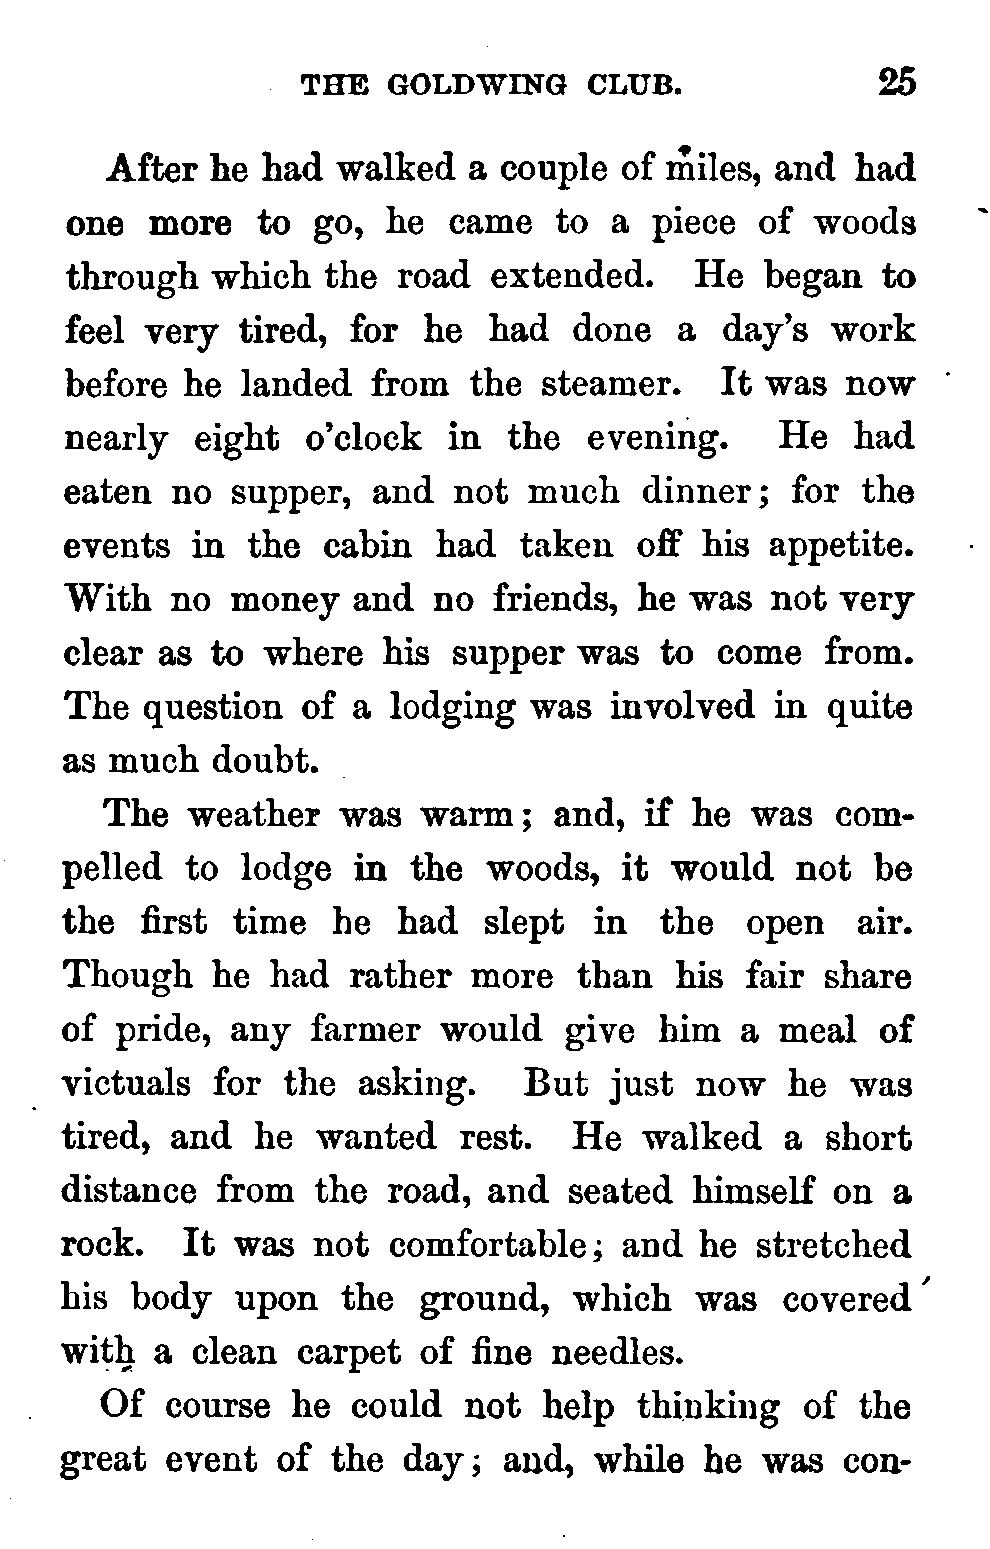 THE GOLDWING CLUB. 25
After he had walked a couple of miles, and had
one more to go, he came to a piece of woods
through which the road extended. He began to
feel very tired, for he had done a day's work
before he landed from the steamer. It was now
nearly eight o'clock in the evening. He had
eaten no supper, and not much dinner; for the
events in the cabin had taken off his appetite.
With no money and no friends, he was not very
clear as to where his supper was to come from.
The question of a lodging was involved in quite
as much doubt.
The weather was warm; and, if he was com-
pelled to lodge in the woods, it would not be
the first time he had slept in the open air.
Though he had rather more than his fair share
of pride, any farmer would give him a meal of
victuals for the asking. But just now he was
tired, and he wanted rest. He walked a short
distance from the road, and seated himself on a
rock. It was not comfortable; and he stretched
his body upon the ground, which was covered
with a clean carpet of fine needles.
Of course he could not help thinking of the
great event of the day; and, while he was con-